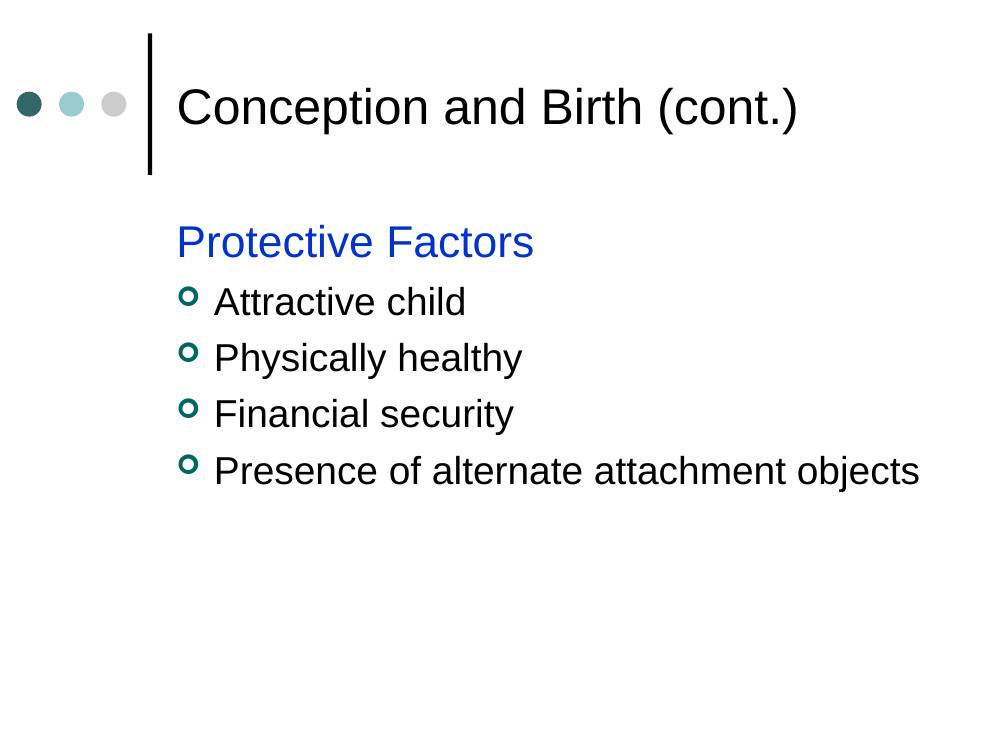 Conception and Birth (cont.)
Protective Factors
Attractive child
Physically healthy
Financial security
Presence of alternate attachment objects